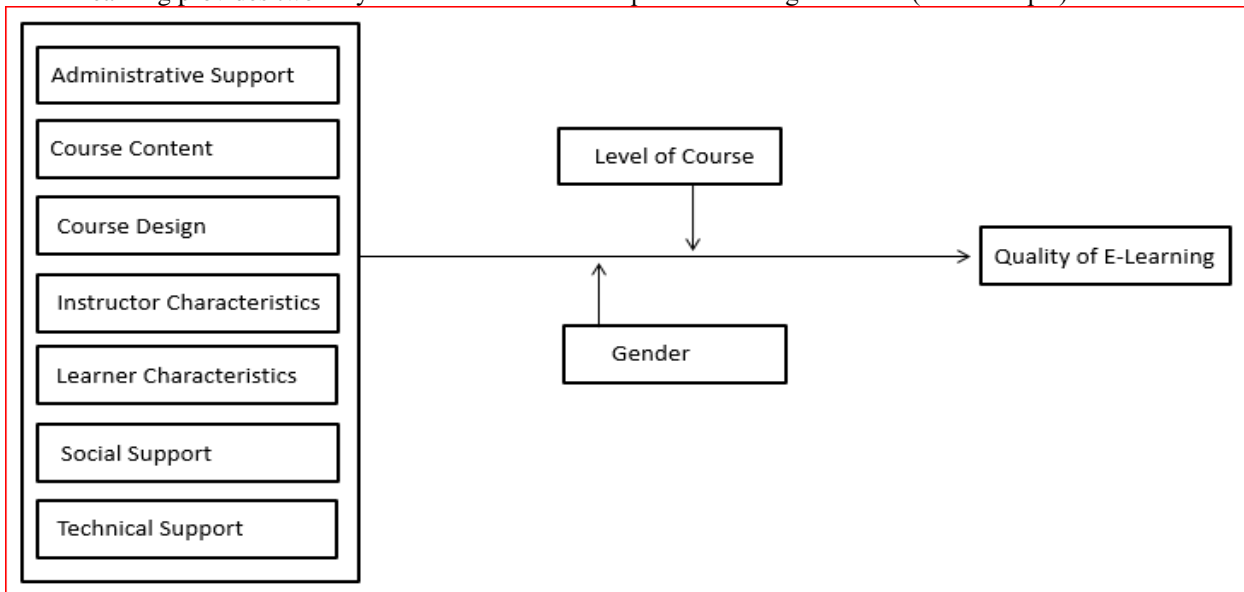 Administrative Support
Course Content
Course Design
Instructor Characteristics
Learner Characteristics
Social Support
Technical Support
Level of Course
Gender
Quality of E-Learning